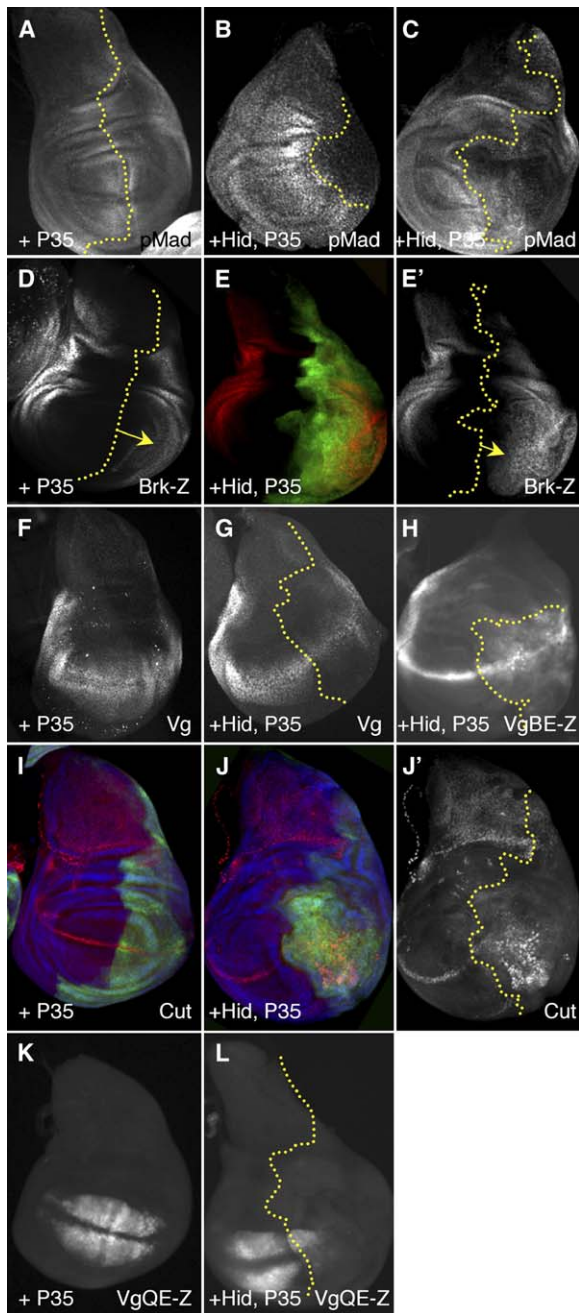 A B C
+ P35 pMad +Hid, P35 pMad +Hid, P35 pMad
D E E'
+ P35 Brk-Z +Hid, P35 Brk-Z
F G H
+ P35 Vg +Hid, P35 Vg +Hid, P35 VgBE-Z
I J J'
+ P35 Cut +Hid, P35 Cut
K L
+ P35 VgQE-Z +Hid, P35 VgQE-Z